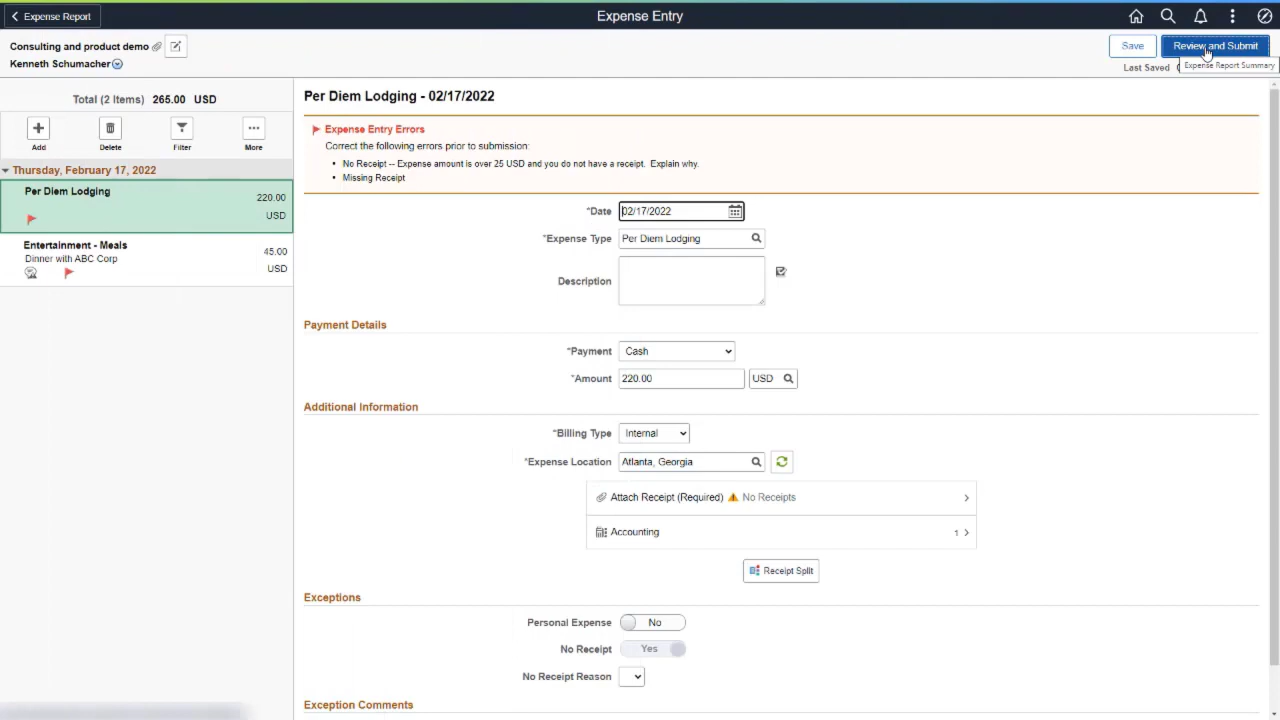 Expense Report
Expense Entry
Consulting and product demo
Kenneth Schumacher
Save
Review and Submit
Last Saved
Expense Report Summary
Total (2 Items) 265.00 USD
Add
Delete
Filter
More
Thursday, February 17, 2022
Per Diem Lodging
220.00
USD
Entertainment - Meals
Dinner with ABC Corp
45.00
USD
Per Diem Lodging - 02/17/2022
Expense Entry Errors
Correct the following errors prior to submission:
• No Receipt -- Expense amount is over 25 USD and you do not have a receipt. Explain why.
• Missing Receipt
*Date 02/17/2022
*Expense Type Per Diem Lodging
Description
Payment Details
*Payment Cash
*Amount 220.00 USD
Additional Information
*Billing Type Internal
*Expense Location Atlanta, Georgia
Attach Receipt (Required) No Receipts
Accounting 1
Receipt Split
Exceptions
Personal Expense No
No Receipt Yes
No Receipt Reason
Exception Comments